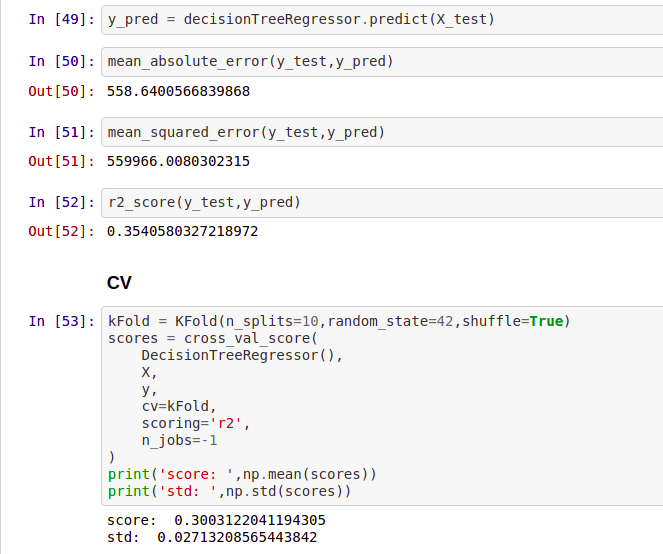 In [49]: y_pred = decisionTreeRegressor.predict(X_test)
In [50]: mean_absolute_error(y_test,y_pred)
Out[50]: 558.6400566839868
In [51]: mean_squared_error(y_test,y_pred)
Out[51]: 559966.0080302315
In [52]: r2_score(y_test,y_pred)
Out[52]: 0.3540580327218972
CV
In [53]: kFold = KFold(n_splits=10,random_state=42,shuffle=True)
scores = cross_val_score(
    DecisionTreeRegressor(),
    X,
    y,
    cv=kFold,
    scoring='r2',
    n_jobs=-1
)
print('score: ',np.mean(scores))
print('std: ',np.std(scores))
score:  0.3003122041194305
std:  0.02713208565443842